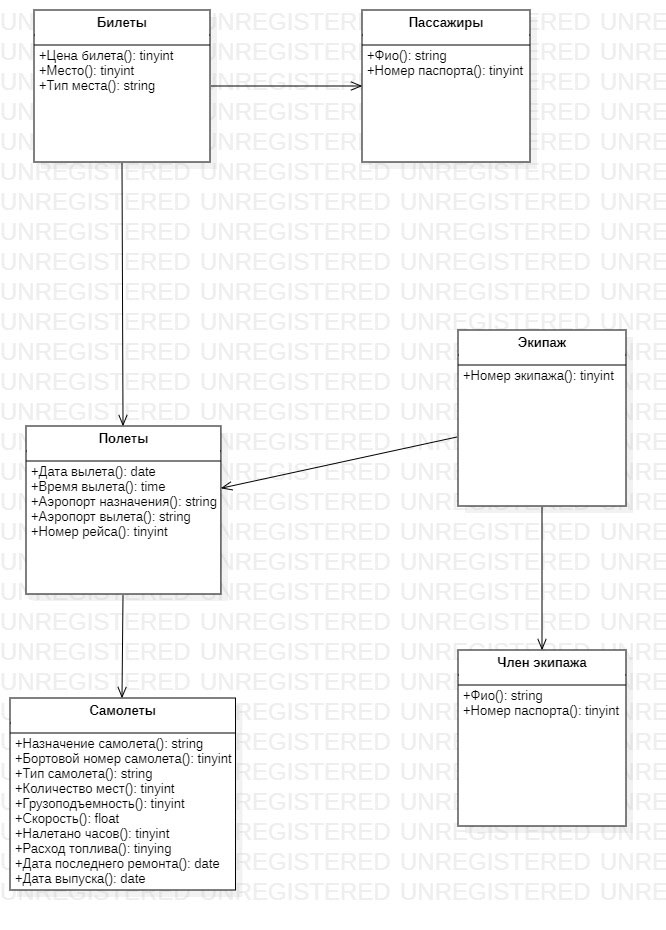 Билеты
+Цена билета(): tinyint
+Место(): tinyint
+Тип места(): string
Пассажиры
+Фио(): string
+Номер паспорта(): tinyint
Экипаж
+Номер экипажа(): tinyint
Полеты
+Дата вылета(): date
+Время вылета(): time
+Аэропорт назначения(): string
+Аэропорт вылета(): string
+Номер рейса(): tinyint
Член экипажа
+Фио(): string
+Номер паспорта(): tinyint
Самолеты
+Назначение самолета(): string
+Бортовой номер самолета(): tinyint
+Тип самолета(): string
+Количество мест(): tinyint
+Грузоподъемность(): tinyint
+Скорость(): float
+Налетано часов(): tinyint
+Расход топлива(): tinying
+Дата последнего ремонта(): date
+Дата выпуска(): date
UNREGISTERED